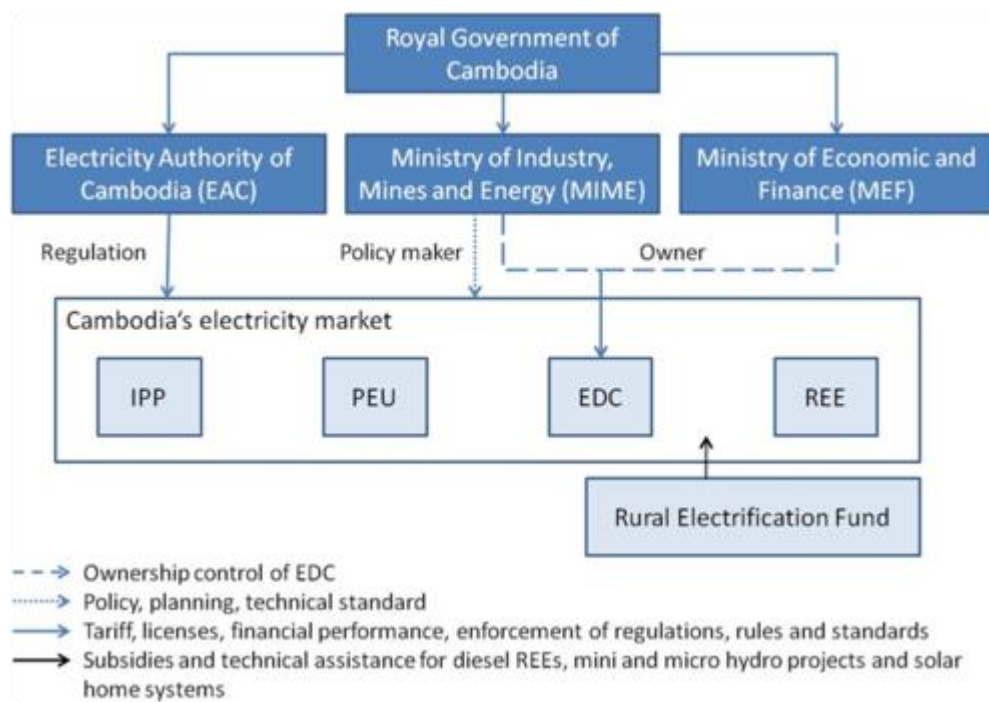 Royal Government of
Cambodia
Electricity Authority of
Cambodia (EAC)
Ministry of Industry,
Mines and Energy (MIME)
Ministry of Economic and
Finance (MEF)
Regulation
Policy maker
Owner
Cambodia's electricity market
IPP
PEU
EDC
REE
Rural Electrification Fund
Ownership control of EDC
Policy, planning, technical standard
Tariff, licenses, financial performance, enforcement of regulations, rules and standards
Subsidies and technical assistance for diesel REEs, mini and micro hydro projects and solar
home systems